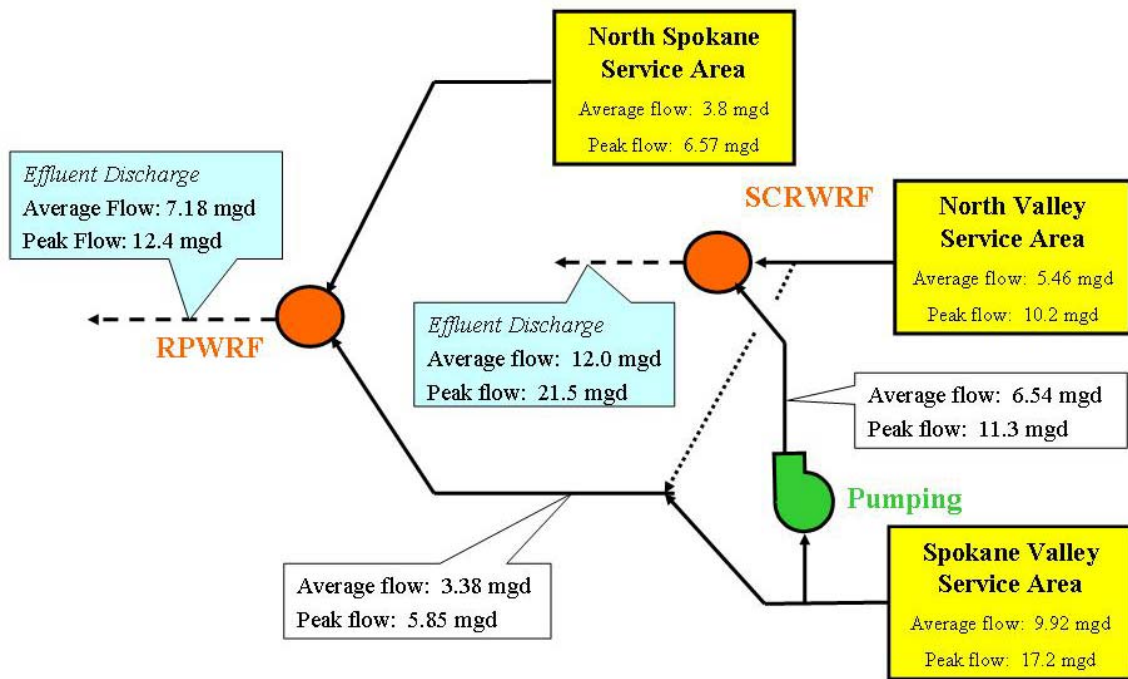 North Spokane
Service Area
Average flow: 3.8 mgd
Peak flow: 6.57 mgd
Effluent Discharge
Average Flow: 7.18 mgd
Peak Flow: 12.4 mgd
RPWRF
SCRWRF
North Valley
Service Area
Average flow: 5.46 mgd
Peak flow: 10.2 mgd
Effluent Discharge
Average flow: 12.0 mgd
Peak flow: 21.5 mgd
Average flow: 6.54 mgd
Peak flow: 11.3 mgd
Pumping
Average flow: 3.38 mgd
Peak flow: 5.85 mgd
Spokane Valley
Service Area
Average flow: 9.92 mgd
Peak flow: 17.2 mgd